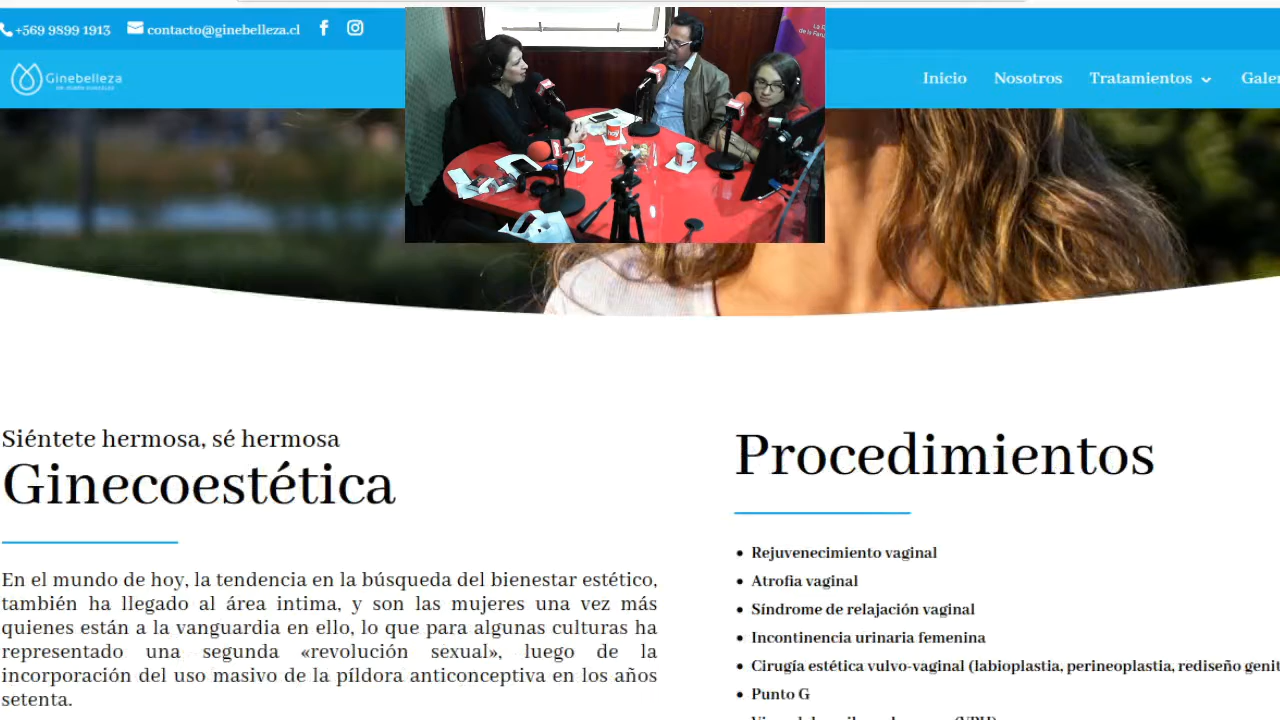 +569 9899 1913 contacto@ginebelleza.cl
Ginebelleza
Inicio Nosotros Tratamientos
hoy!
Siéntete hermosa, sé hermosa
Ginecoestética
En el mundo de hoy, la tendencia en la búsqueda del bienestar estético,
también ha llegado al área intima, y son las mujeres una vez más
quienes están a la vanguardia en ello, lo que para algunas culturas ha
representado una segunda «revolución sexual», luego de la
incorporación del uso masivo de la píldora anticonceptiva en los años
setenta.
Procedimientos
Rejuvenecimiento vaginal
Atrofia vaginal
Síndrome de relajación vaginal
Incontinencia urinaria femenina
Cirugía estética vulvo-vaginal (labioplastia, perineoplastia, rediseño genit
Punto G